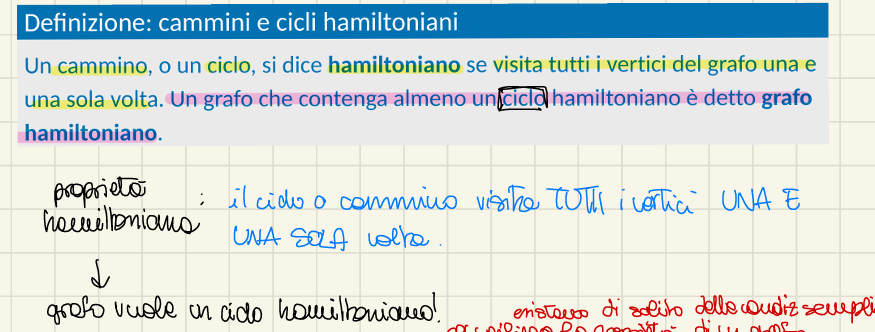 Definizione: cammini e cicli hamiltoniani
Un cammino, o un ciclo, si dice hamiltoniano se visita tutti i vertici del grafo una e
una sola volta. Un grafo che contenga almeno un ciclo hamiltoniano è detto grafo
hamiltoniano.
proprietà
hamiltoniana :
il ciclo o cammino visita TUTTI i vertici UNA E
UNA SOLA volta.
↓
grafo vuole un ciclo hamiltoniano!
esistono di solito delle condiz semplici